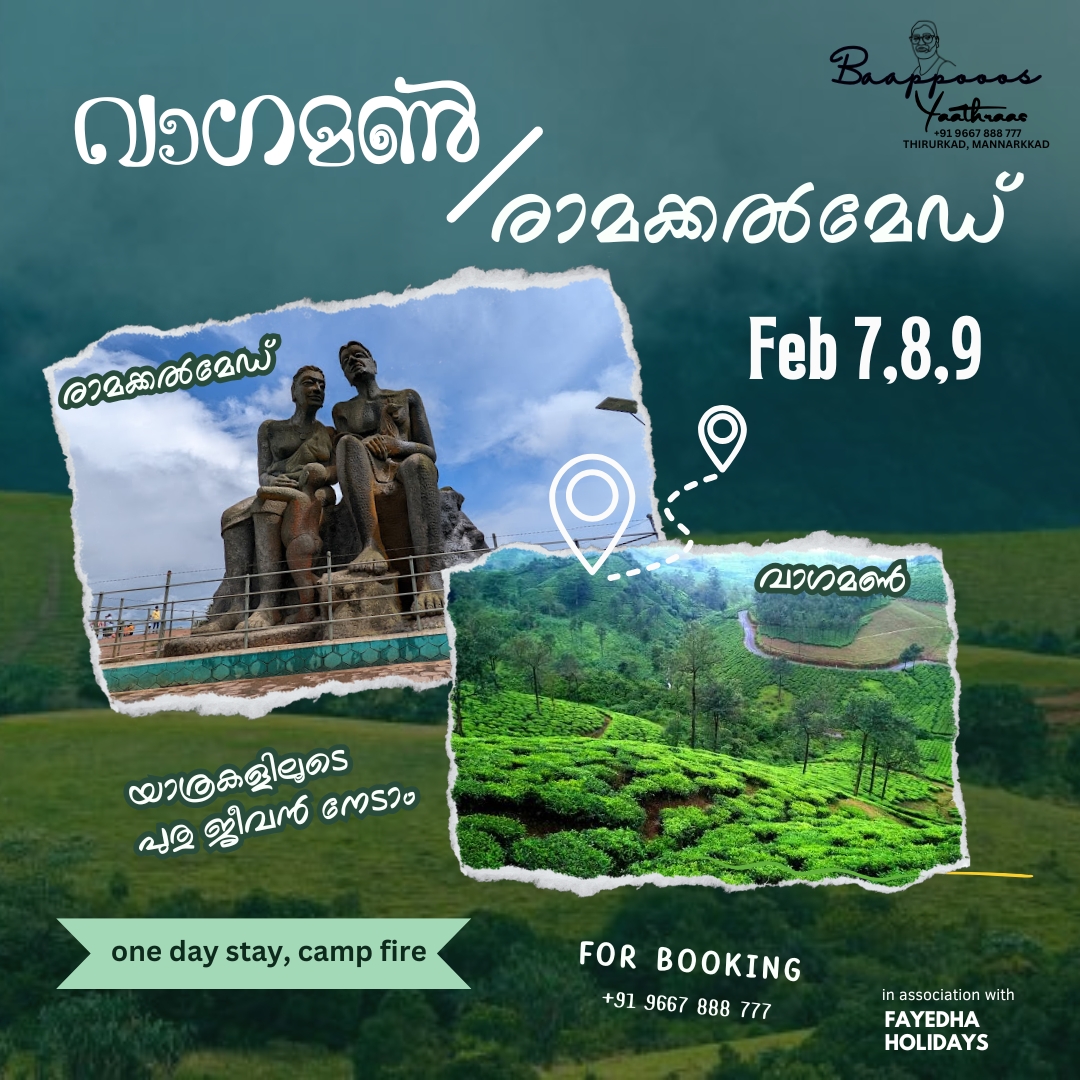 Baappooos
Yaathraas
+91 9667 888 777
THIRURKAD, MANNARKKAD
വാഗമൺ
/
രാമക്കൽമേഡ്
Feb 7,8,9
രാമക്കൽമേഡ്
വാഗമൺ
യാത്രകളിലൂടെ
പുതു ജീവൻ നേടാം
one day stay, camp fire
FOR BOOKING
+91 9667 888 777
in association with
FAYEDHA
HOLIDAYS